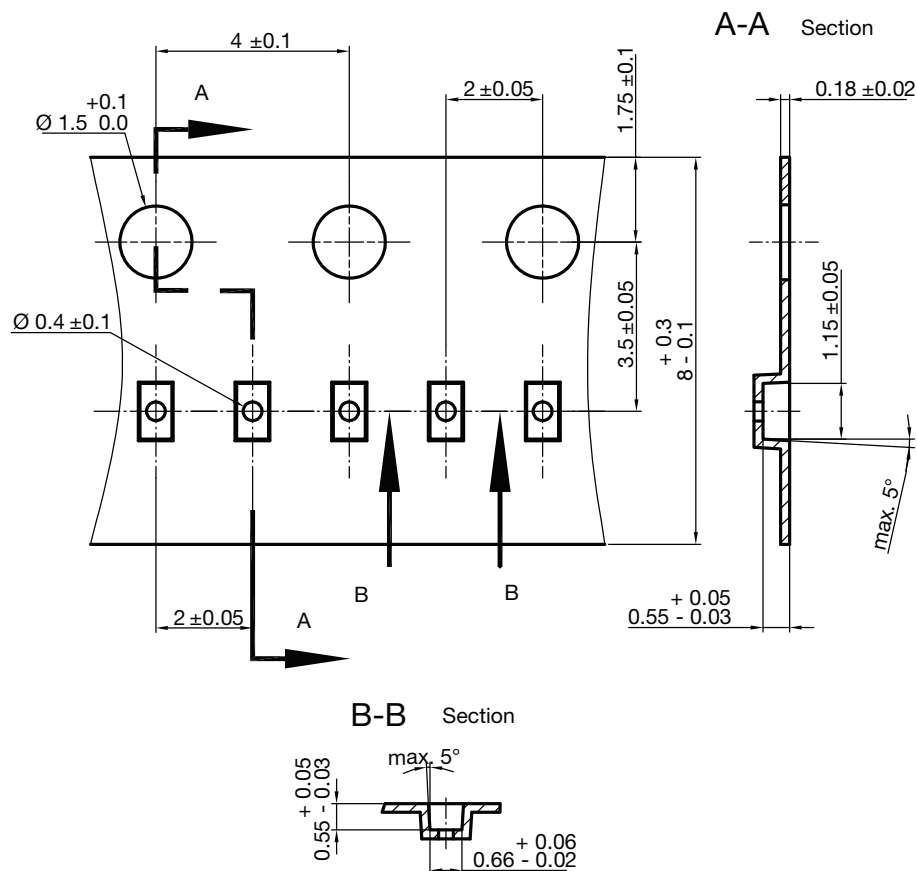 A-A Section
4 ±0.1
+0.1
Ø 1.5 0.0
A
2 ±0.05
1.75 ±0.1
0.18 ±0.02
3.5 ±0.05
+ 0.3
8 - 0.1
1.15 ±0.05
Ø 0.4 ±0.1
max. 5°
B
B
+ 0.05
0.55 - 0.03
2 ±0.05
A
B-B Section
max. 5°
+ 0.05
0.55 - 0.03
+ 0.06
0.66 - 0.02